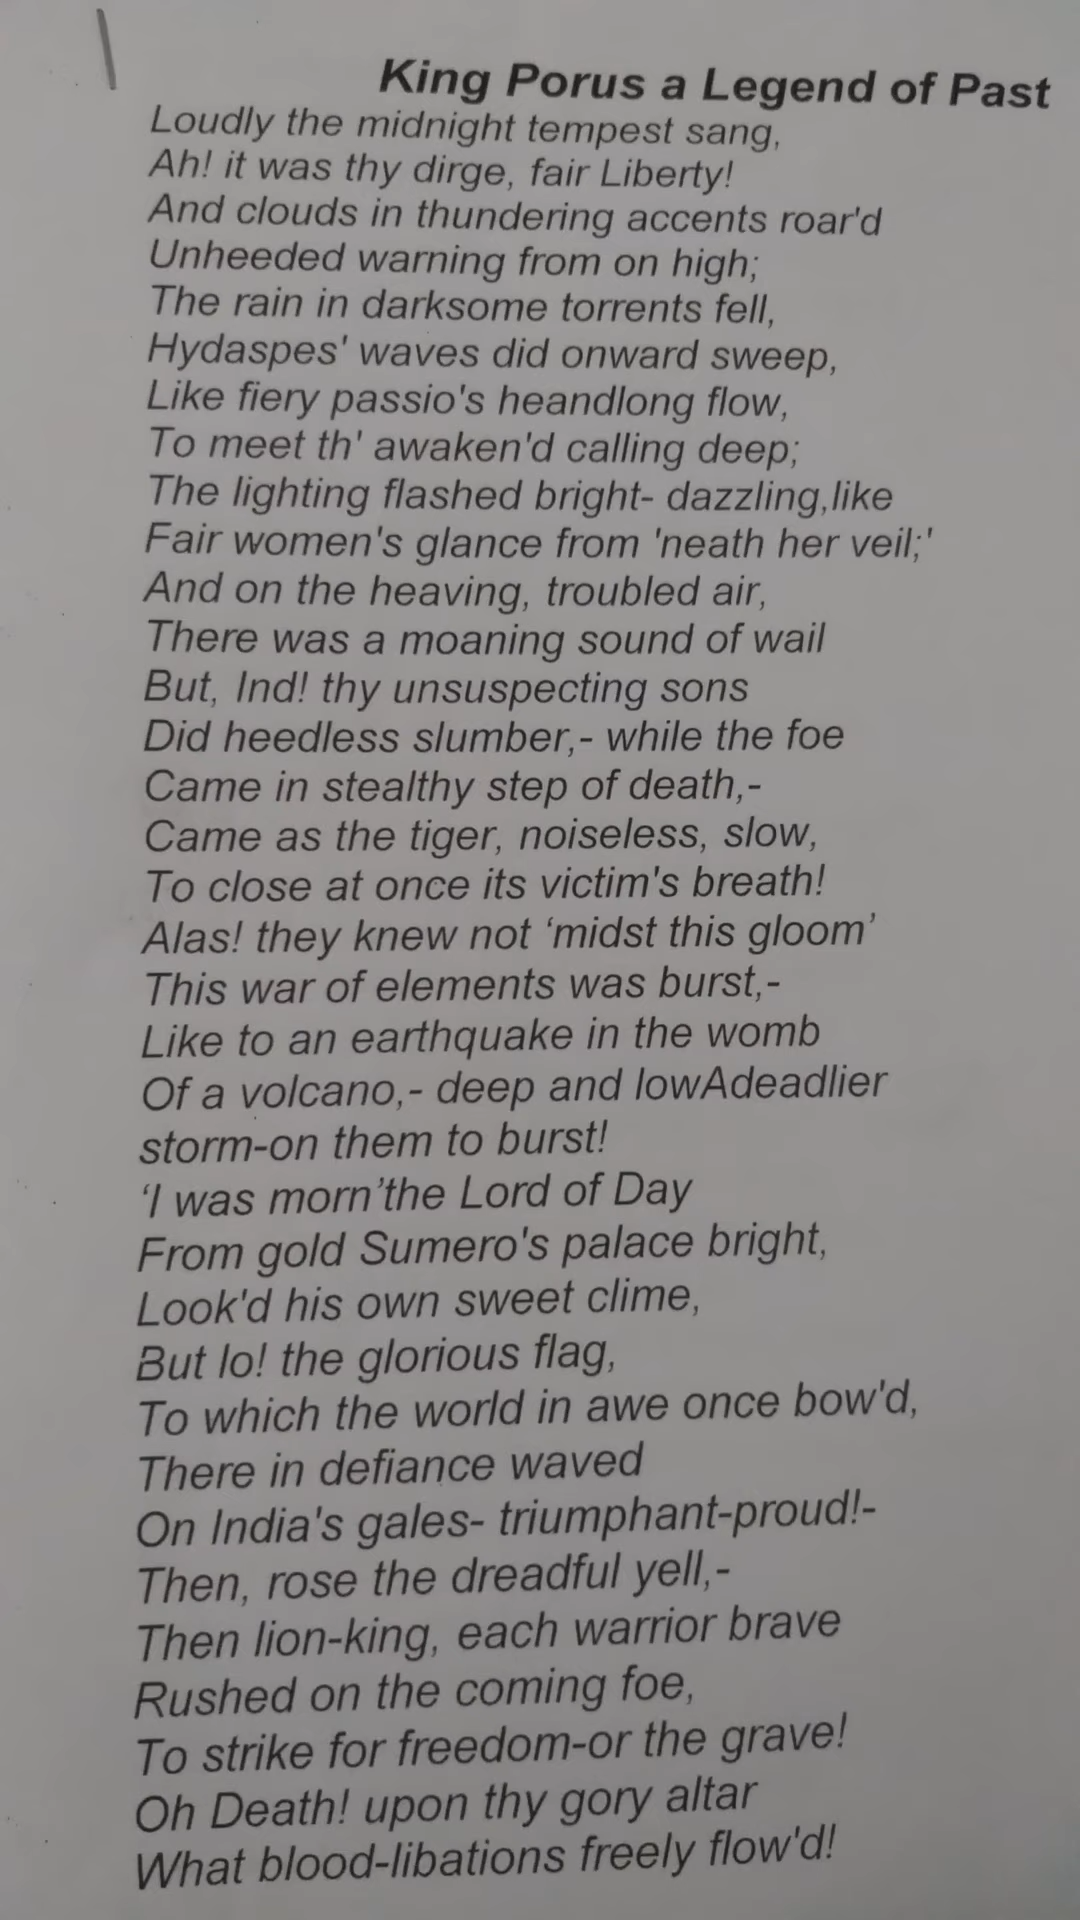 King Porus a Legend of Past
Loudly the midnight tempest sang,
Ah! it was thy dirge, fair Liberty!
And clouds in thundering accents roar'd
Unheeded warning from on high;
The rain in darksome torrents fell,
Hydaspes' waves did onward sweep,
Like fiery passio's heandlong flow,
To meet th' awaken'd calling deep;
The lighting flashed bright- dazzling,like
Fair women's glance from 'neath her veil;'
And on the heaving, troubled air,
There was a moaning sound of wail
But, Ind! thy unsuspecting sons
Did heedless slumber,- while the foe
Came in stealthy step of death,-
Came as the tiger, noiseless, slow,
To close at once its victim's breath!
Alas! they knew not ‘midst this gloom’
This war of elements was burst,-
Like to an earthquake in the womb
Of a volcano,- deep and lowAdeadlier
storm-on them to burst!
‘I was morn’the Lord of Day
From gold Sumero's palace bright,
Look'd his own sweet clime,
But lo! the glorious flag,
To which the world in awe once bow'd,
There in defiance waved
On India's gales- triumphant-proud!-
Then, rose the dreadful yell,-
Then lion-king, each warrior brave
Rushed on the coming foe,
To strike for freedom-or the grave!
Oh Death! upon thy gory altar
What blood-libations freely flow'd!